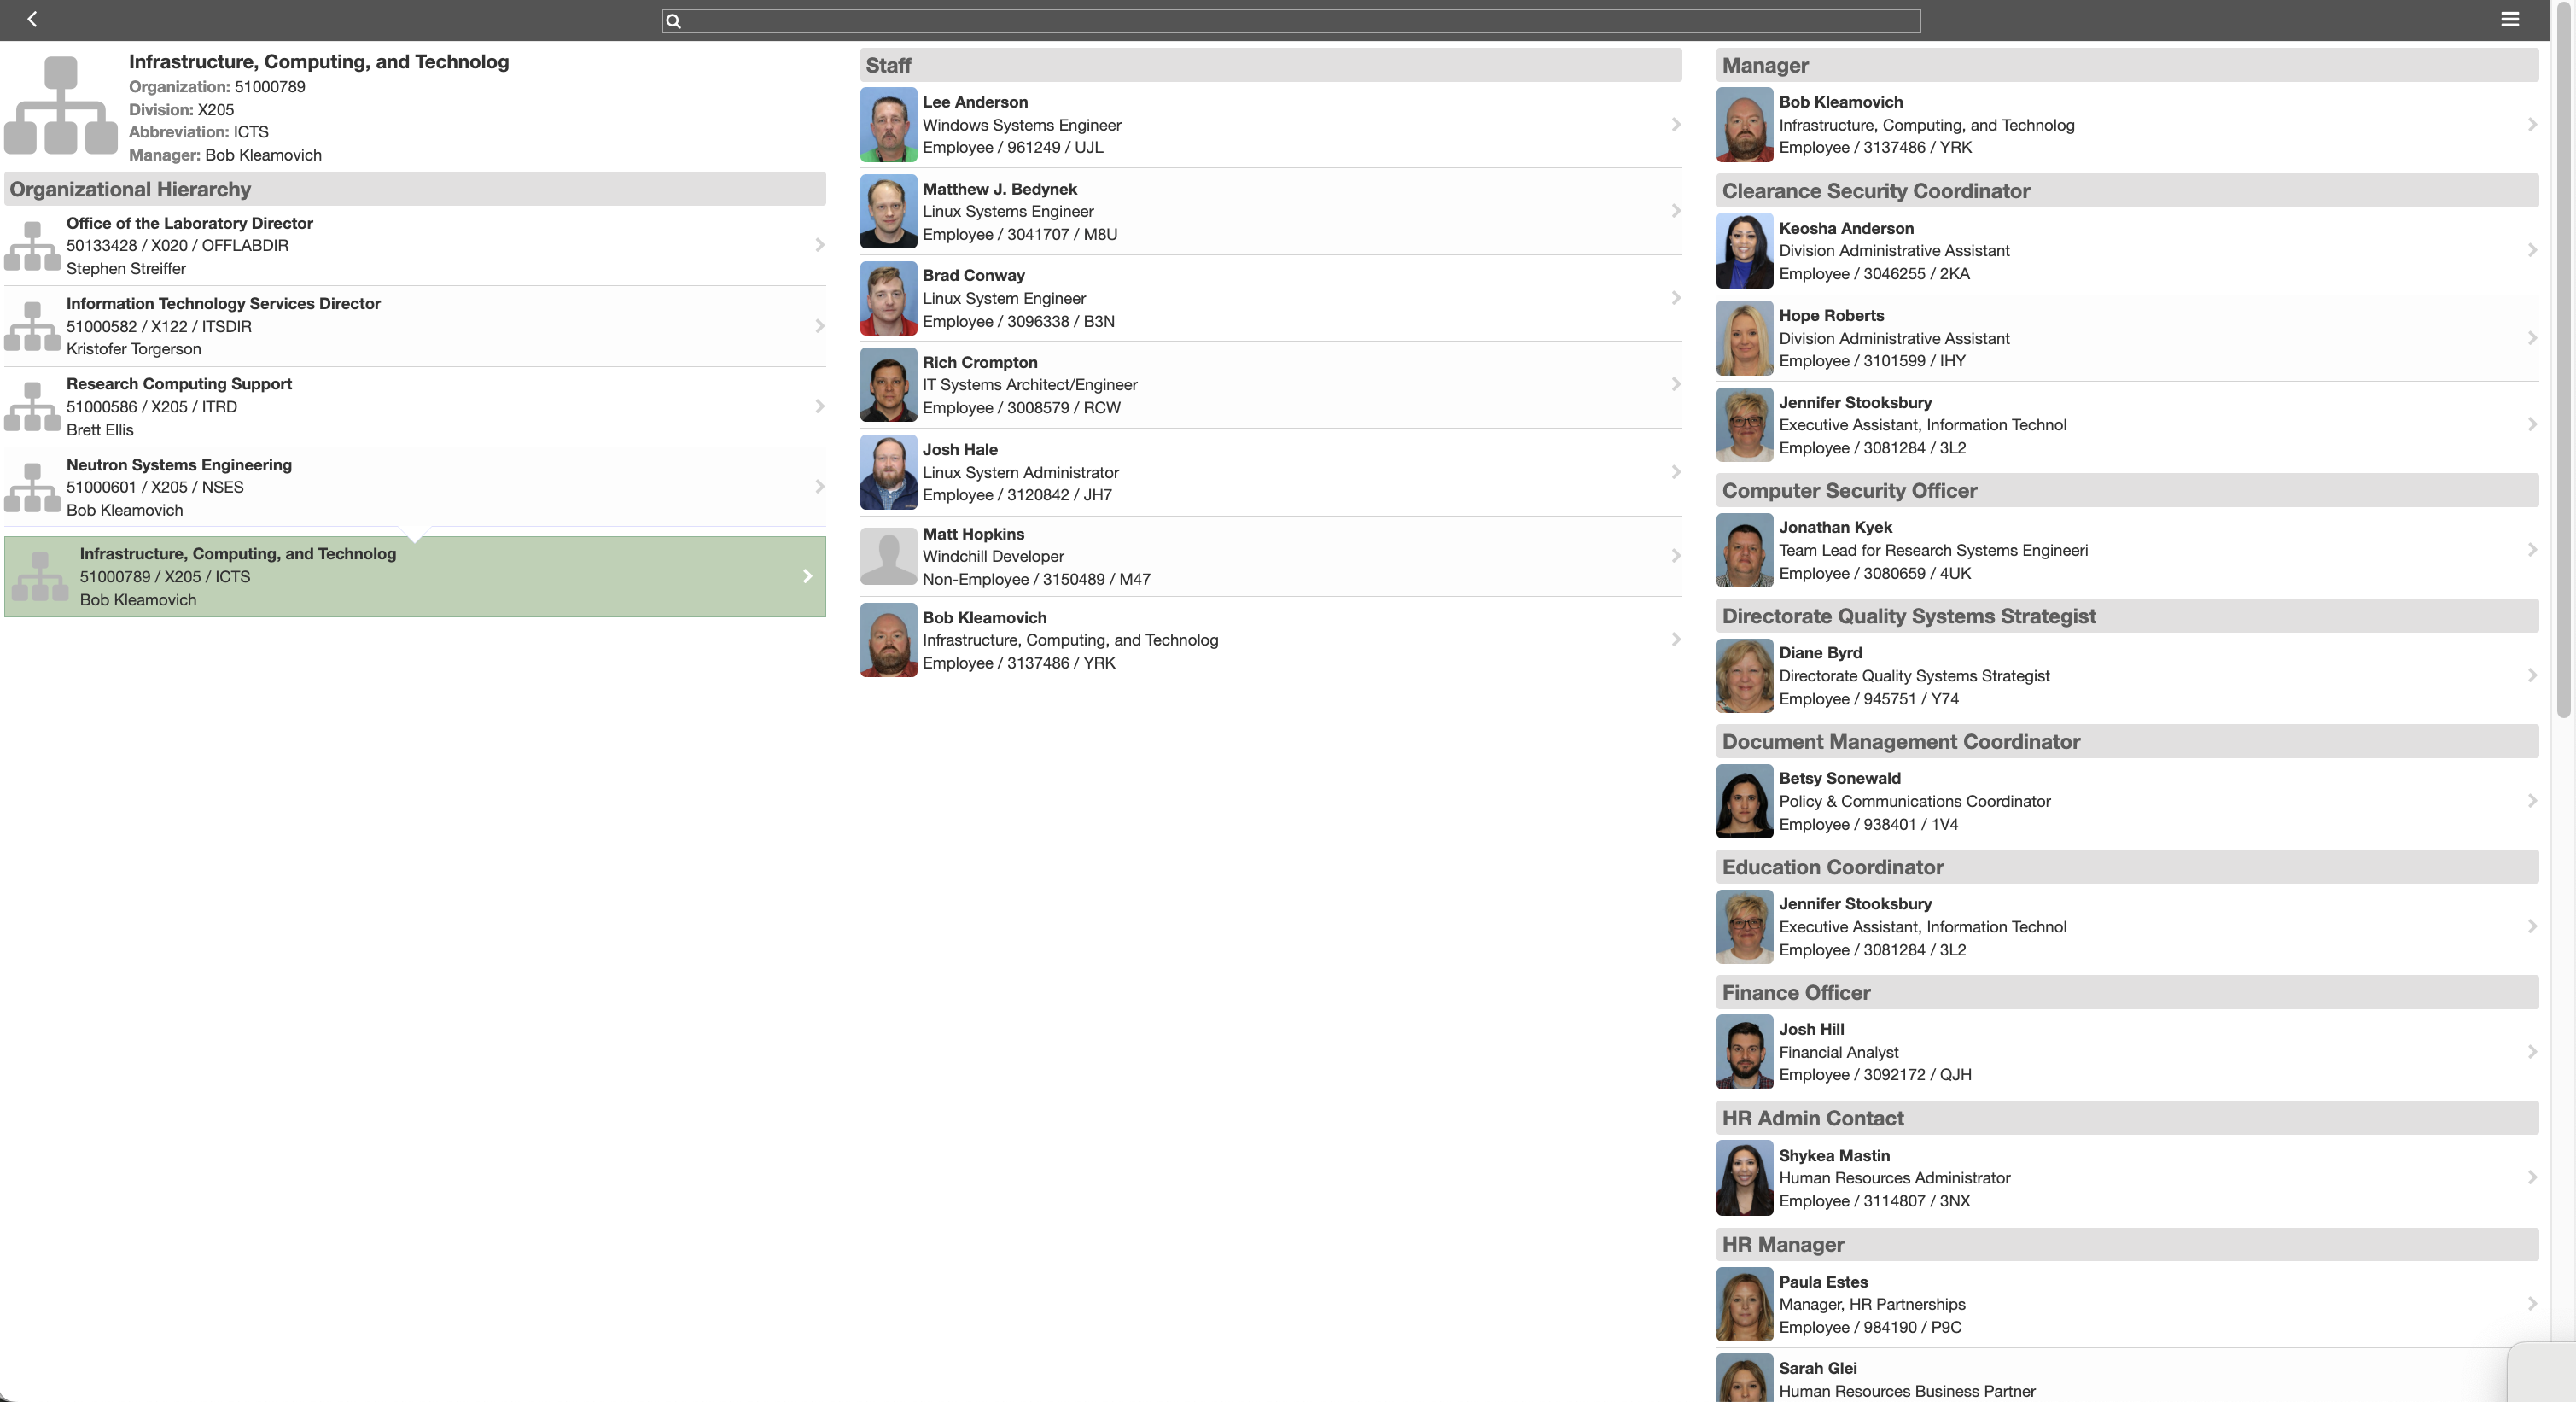 Infrastructure, Computing, and Technolog
Organization: 51000789
Division: X205
Abbreviation: ICTS
Manager: Bob Kleamovich
Organizational Hierarchy
Office of the Laboratory Director
50133428 / X020 / OFFLABDIR
Stephen Streiffer
Information Technology Services Director
51000582 / X122 / ITSDIR
Kristofer Torgerson
Research Computing Support
51000586 / X205 / ITRD
Brett Ellis
Neutron Systems Engineering
51000601 / X205 / NSES
Bob Kleamovich
Infrastructure, Computing, and Technolog
51000789 / X205 / ICTS
Bob Kleamovich
Staff
Lee Anderson
Windows Systems Engineer
Employee / 961249 / UJL
Matthew J. Bedynek
Linux Systems Engineer
Employee / 3041707 / M8U
Brad Conway
Linux System Engineer
Employee / 3096338 / B3N
Rich Crompton
IT Systems Architect/Engineer
Employee / 3008579 / RCW
Josh Hale
Linux System Administrator
Employee / 3120842 / JH7
Matt Hopkins
Windchill Developer
Non-Employee / 3150489 / M47
Bob Kleamovich
Infrastructure, Computing, and Technolog
Employee / 3137486 / YRK
Manager
Bob Kleamovich
Infrastructure, Computing, and Technolog
Employee / 3137486 / YRK
Clearance Security Coordinator
Keosha Anderson
Division Administrative Assistant
Employee / 3046255 / 2KA
Hope Roberts
Division Administrative Assistant
Employee / 3101599 / IHY
Jennifer Stooksbury
Executive Assistant, Information Technol
Employee / 3081284 / 3L2
Computer Security Officer
Jonathan Kyek
Team Lead for Research Systems Engineeri
Employee / 3080659 / 4UK
Directorate Quality Systems Strategist
Diane Byrd
Directorate Quality Systems Strategist
Employee / 945751 / Y74
Document Management Coordinator
Betsy Sonewald
Policy & Communications Coordinator
Employee / 938401 / 1V4
Education Coordinator
Jennifer Stooksbury
Executive Assistant, Information Technol
Employee / 3081284 / 3L2
Finance Officer
Josh Hill
Financial Analyst
Employee / 3092172 / QJH
HR Admin Contact
Shykea Mastin
Human Resources Administrator
Employee / 3114807 / 3NX
HR Manager
Paula Estes
Manager, HR Partnerships
Employee / 984190 / P9C
Sarah Glei
Human Resources Business Partner